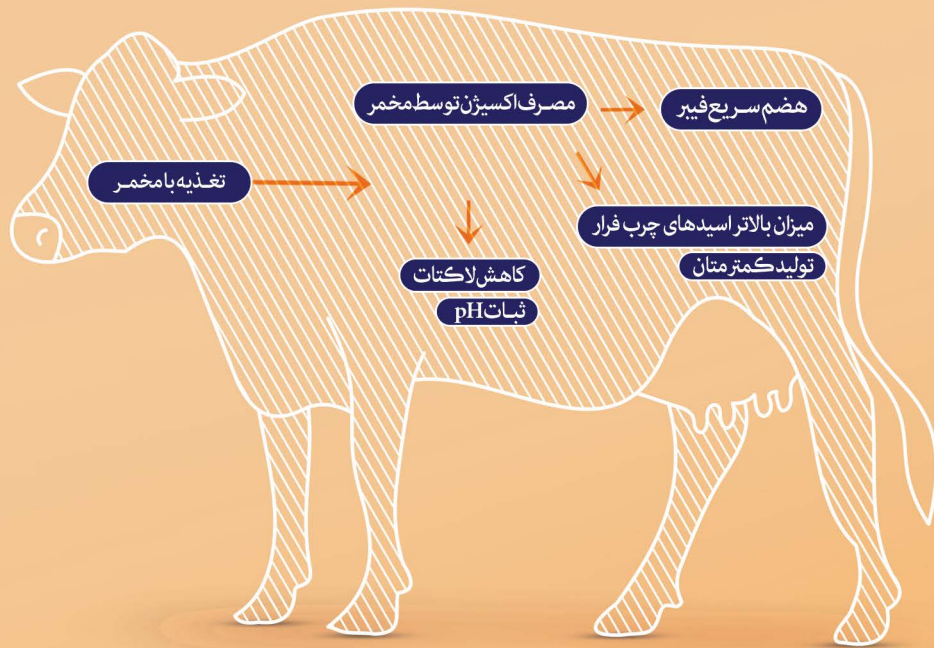 مصرف اکسیژن توسط مخمر
هضم سریع فیبر
تغذیه با مخمر
میزان بالاتر اسیدهای چرب فرار
تولید کمتر متان
کاهش لاکتات
ثبات pH